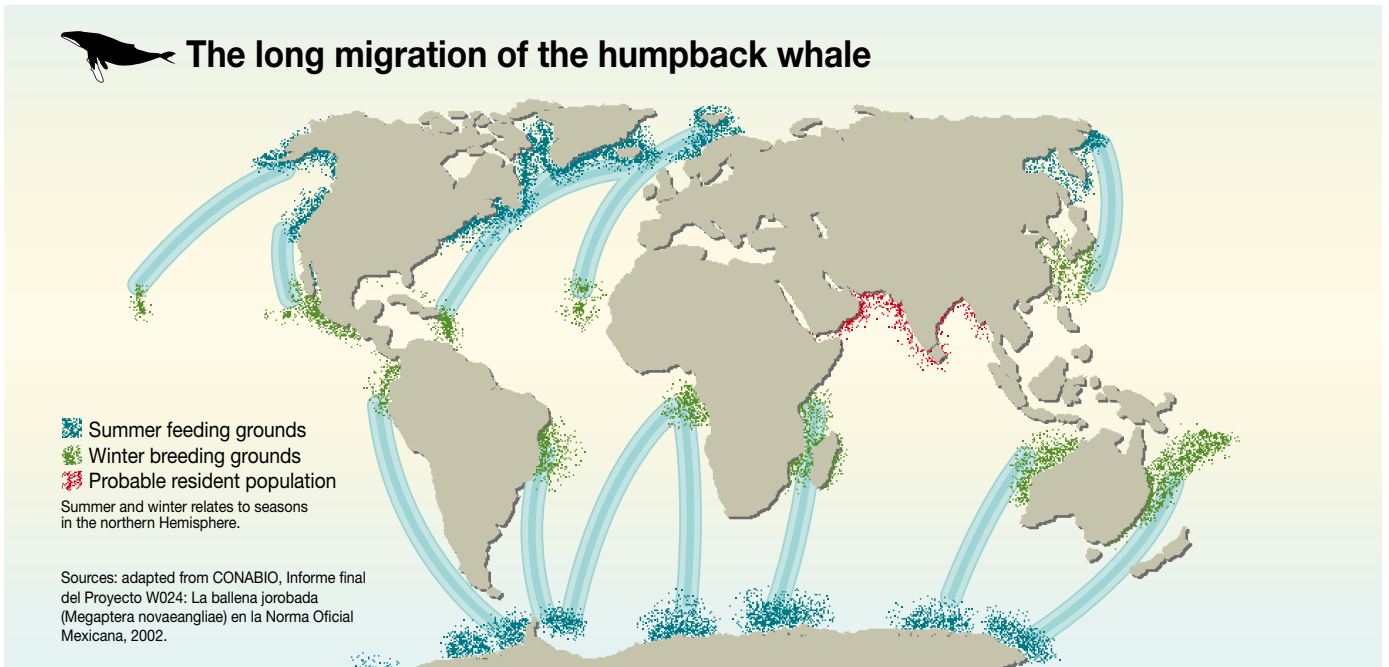 The long migration of the humpback whale
Summer feeding grounds
Winter breeding grounds
Probable resident population
Summer and winter relates to seasons
in the northern Hemisphere.
Sources: adapted from CONABIO, Informe final
del Proyecto W024: La ballena jorobada
(Megaptera novaeangliae) en la Norma Oficial
Mexicana, 2002.